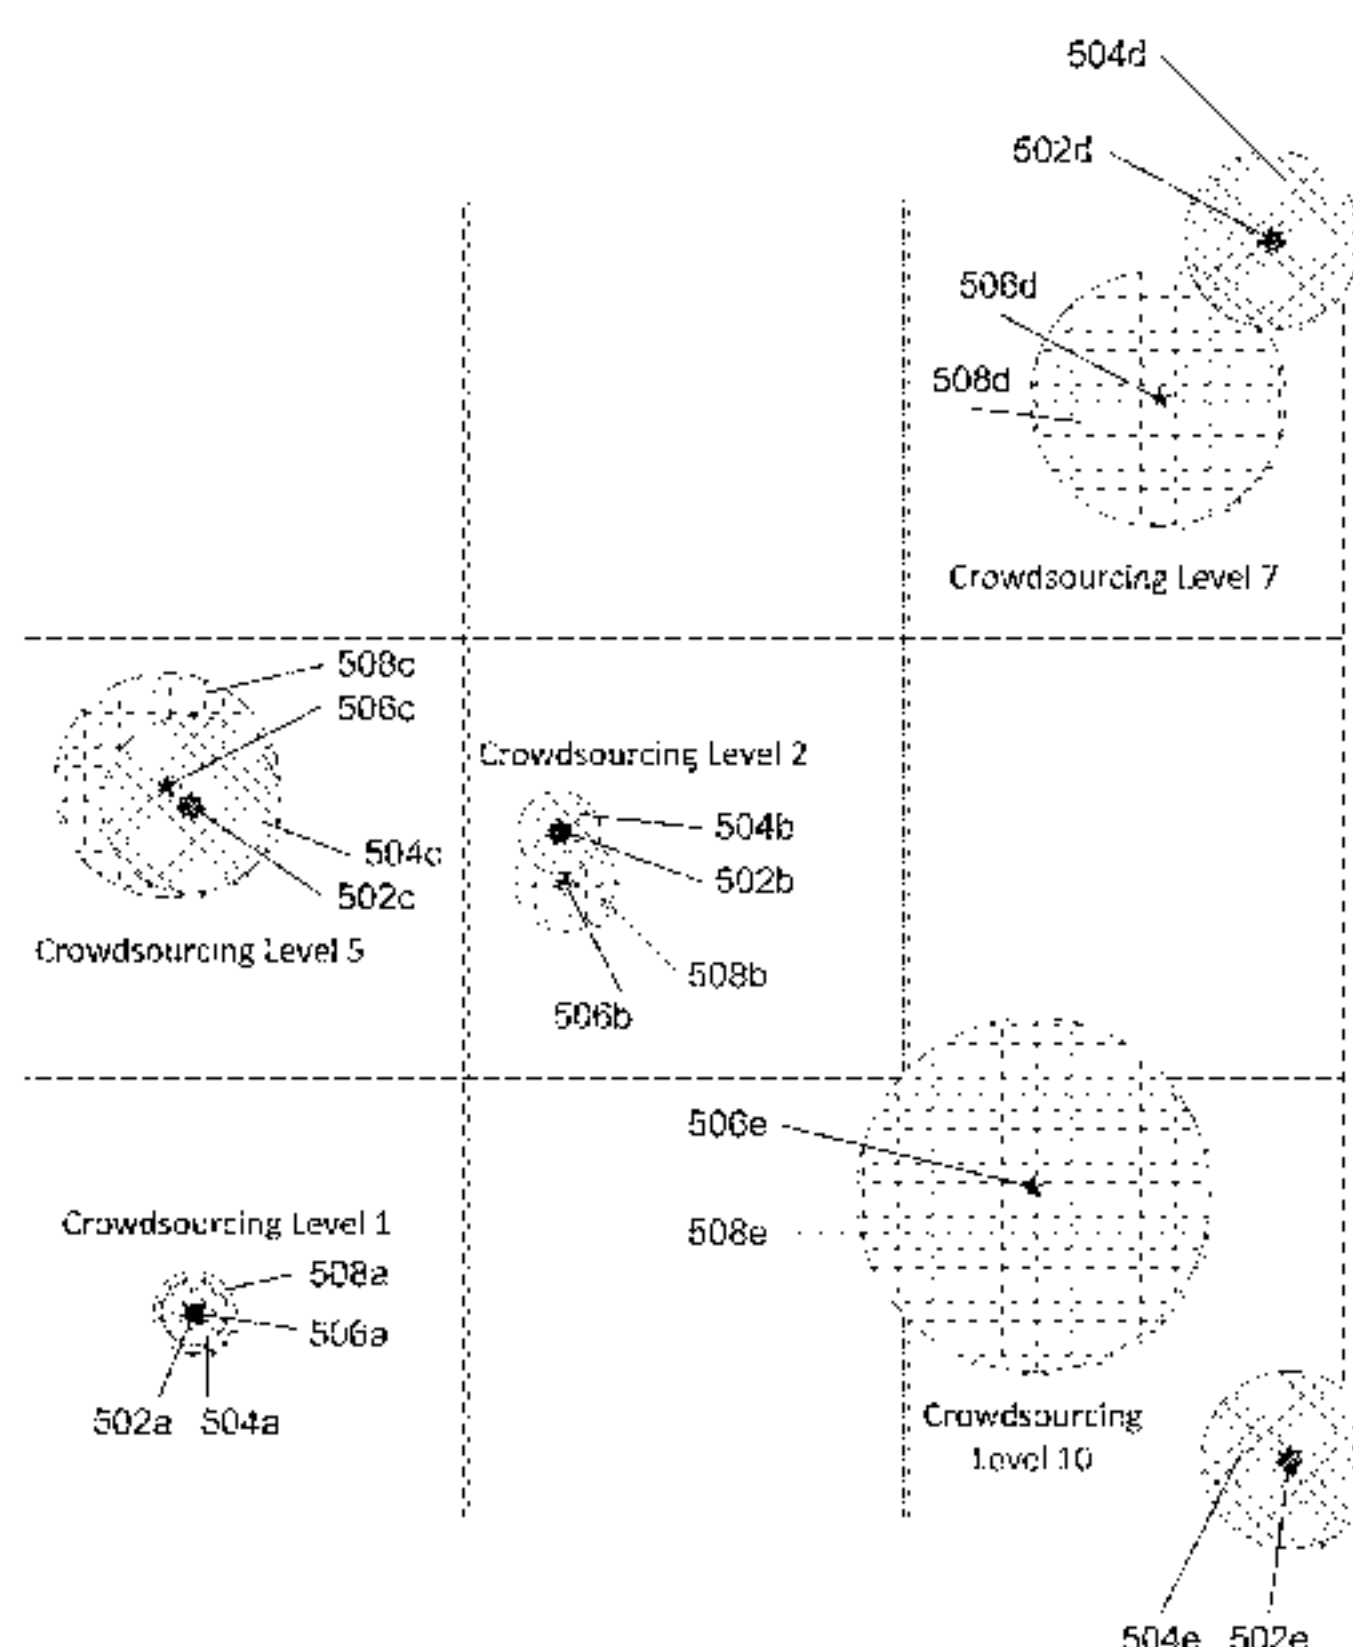 504d
502d
506d
508d
Crowdsourcing Level 7
508c
506c
504c
502c
Crowdsourcing Level 5
Crowdsourcing Level 2
504b
502b
508b
506b
506e
508e
Crowdsourcing Level 1
508a
506a
502a 504a
Crowdsourcing
Level 10
504e 502e